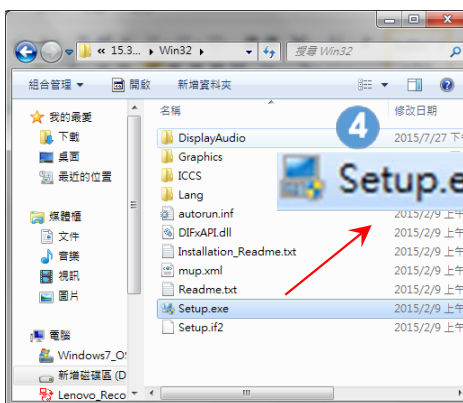 « 15.3... ▸ Win32 ▸
搜尋 Win32
組合管理 ▼ 開啟 新增資料夾
我的最愛
下載
桌面
最近的位置
媒體櫃
文件
音樂
視訊
圖片
電腦
Windows7_O
新增磁碟區 (D
Lenovo_Reco
名稱 修改日期
DisplayAudio 2015/7/27 下
Graphics
ICCS
Lang
autorun.inf 2015/2/9 上午
DIFxAPI.dll 2015/2/9 上午
Installation_Readme.txt 2015/2/9 上午
mup.xml 2015/2/9 上午
Readme.txt 2015/2/9 上午
Setup.exe 2015/2/9 上午
Setup.if2 2015/2/9 上午
4
Setup.e